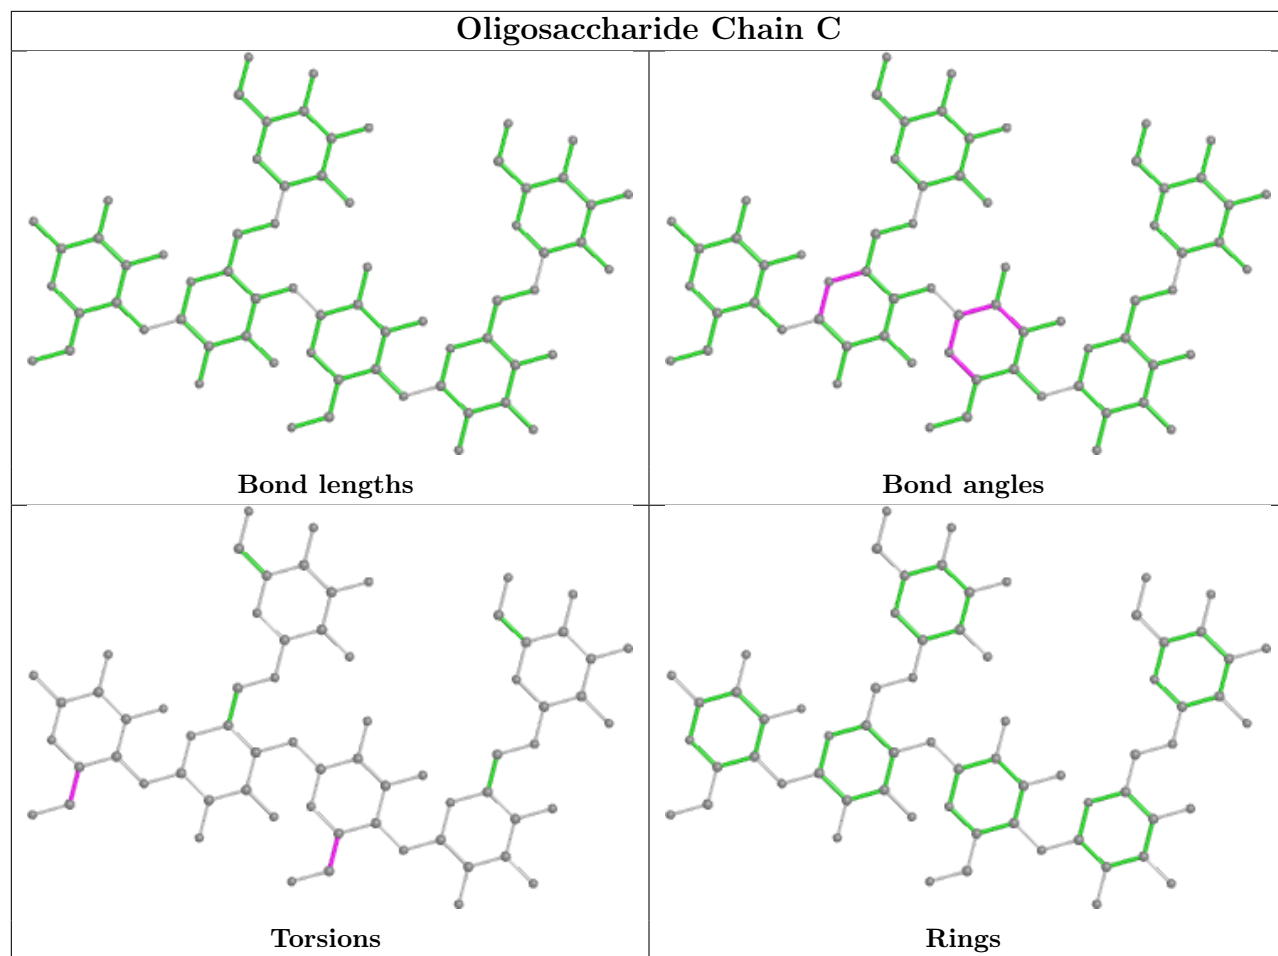 Oligosaccharide Chain C
Bond lengths
Bond angles
Torsions
Rings